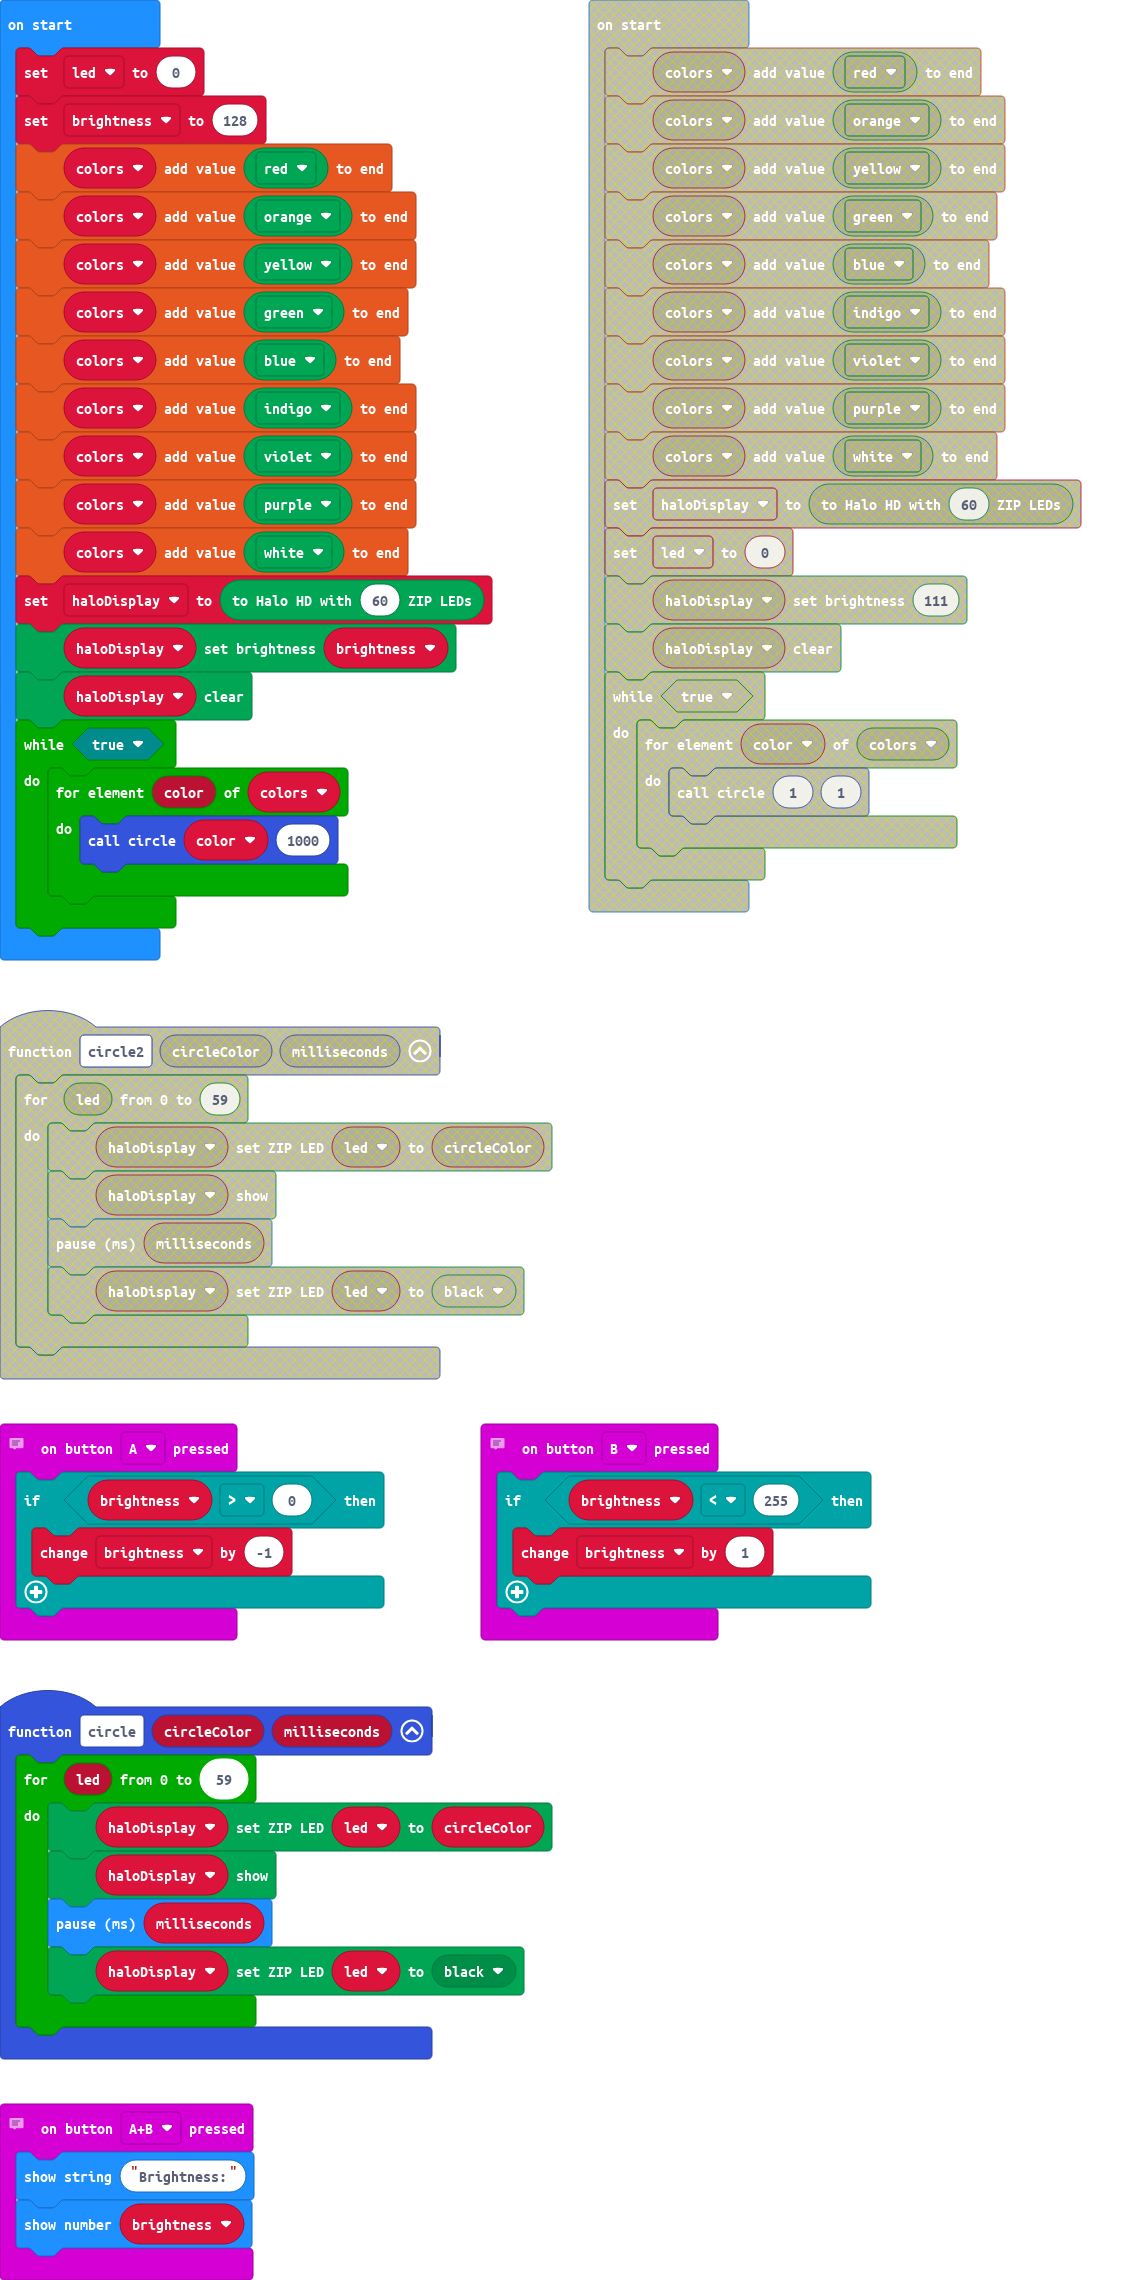 on start
set led to 0
set brightness to 128
colors add value red to end
colors add value orange to end
colors add value yellow to end
colors add value green to end
colors add value blue to end
colors add value indigo to end
colors add value violet to end
colors add value purple to end
colors add value white to end
set haloDisplay to to Halo HD with 60 ZIP LEDs
haloDisplay set brightness brightness
haloDisplay clear
while true
do for element color of colors
do call circle color 1000
on start
colors add value red to end
colors add value orange to end
colors add value yellow to end
colors add value green to end
colors add value blue to end
colors add value indigo to end
colors add value violet to end
colors add value purple to end
colors add value white to end
set haloDisplay to to Halo HD with 60 ZIP LEDs
set led to 0
haloDisplay set brightness 111
haloDisplay clear
while true
do for element color of colors
do call circle 1 1
function circle2 circleColor milliseconds
for led from 0 to 59
do haloDisplay set ZIP LED led to circleColor
haloDisplay show
pause (ms) milliseconds
haloDisplay set ZIP LED led to black
on button A pressed
if brightness > 0 then
change brightness by -1
on button B pressed
if brightness < 255 then
change brightness by 1
function circle circleColor milliseconds
for led from 0 to 59
do haloDisplay set ZIP LED led to circleColor
haloDisplay show
pause (ms) milliseconds
haloDisplay set ZIP LED led to black
on button A+B pressed
show string "Brightness:"
show number brightness